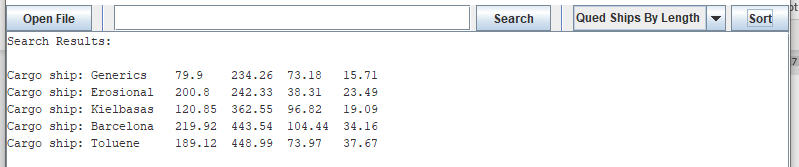 Open File Search Qued Ships By Length Sort
Search Results:
Cargo ship: Generics 79.9 234.26 73.18 15.71
Cargo ship: Erosional 200.8 242.33 38.31 23.49
Cargo ship: Kielbasas 120.85 362.55 96.82 19.09
Cargo ship: Barcelona 219.92 443.54 104.44 34.16
Cargo ship: Toluene 189.12 448.99 73.97 37.67